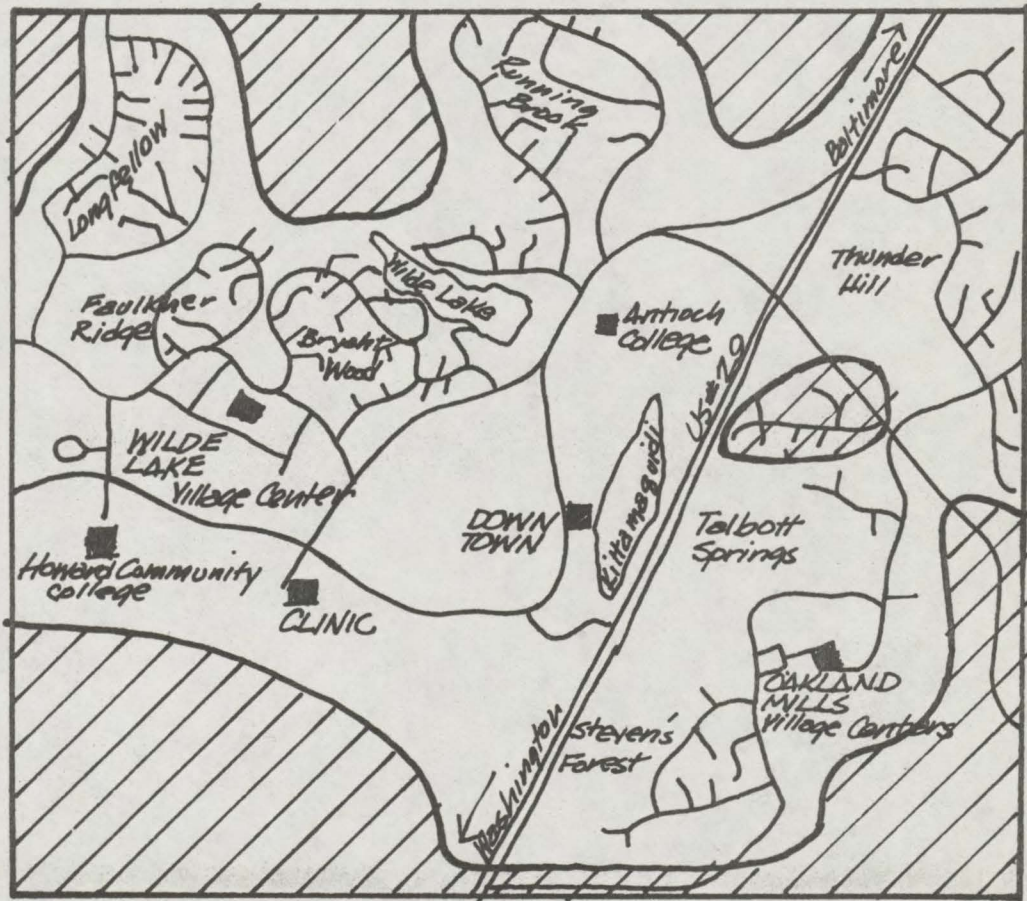 Running
Brook
Baltimore
Longfellow
Thunder
Hill
Wilde Lake
Faulkner
Ridge
Bryant
Wood
Antioch
College
US # 29
WILDE
LAKE
Village Center
DOWN
TOWN
Kittamaqundi
Talbott
Springs
Howard Community
College
CLINIC
OAKLAND
MILLS
Village Centers
Steven's
Forest
Washington